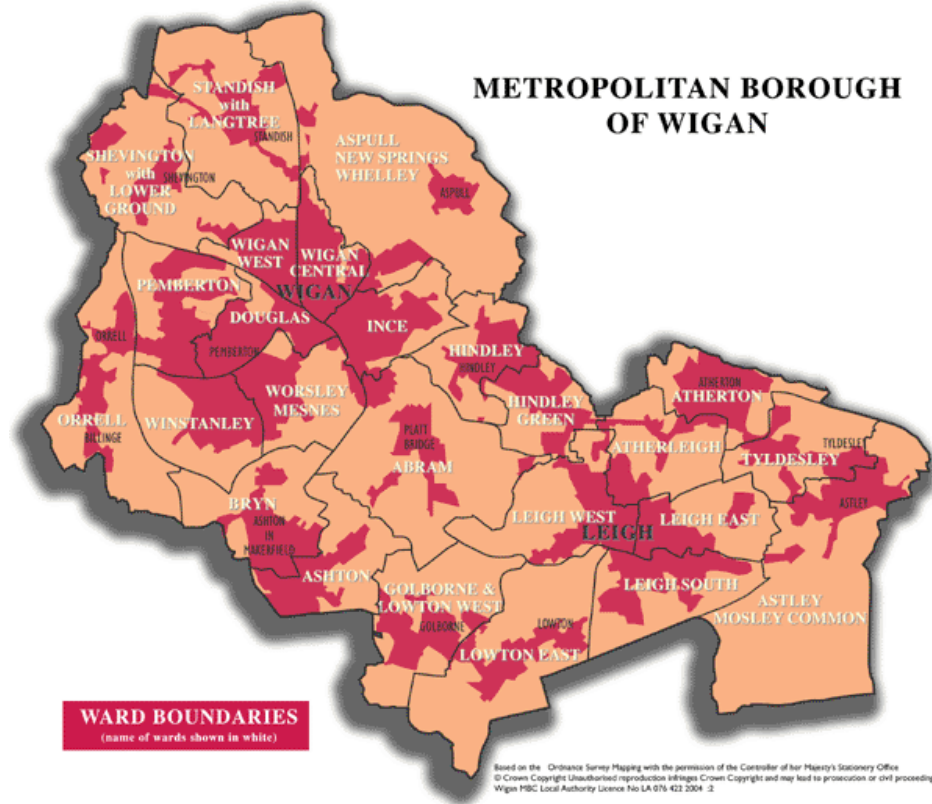 METROPOLITAN BOROUGH
OF WIGAN
STANDISH
with
LANGTREE
STANDISH
ASPULL
NEW SPRINGS
WHELLEY
ASPULL
SHEVINGTON
with
LOWER
GROUND
SHEVINGTON
WIGAN
WEST
WIGAN
CENTRAL
WIGAN
PEMBERTON
DOUGLAS
PEMBERTON
INCE
ORRELL
HINDLEY
HINDLEY
HINDLEY
GREEN
ATHERTON
ATHERTON
ORRELL
BILLINGE
WINSTANLEY
WORSLEY
MESNES
PLATT
BRIDGE
ABRAM
ATHERLEIGH
TYLDESLEY
TYLDESLEY
ASTLEY
BRYN
ASHTON
IN
MAKERFIELD
LEIGH WEST
LEIGH
LEIGH EAST
ASHTON
GOLBORNE &
LOWTON WEST
GOLBORNE
LEIGH SOUTH
ASTLEY
MOSLEY COMMON
LOWTON
LOWTON EAST
WARD BOUNDARIES
(name of wards shown in white)
Based on the Ordnance Survey Mapping with the permission of the Controller of her Majesty's Stationery Office
© Crown Copyright Unauthorised reproduction infringes Crown Copyright and may lead to prosecution or civil proceeding
Wigan MBC Local Authority Licence No LA 076 422 2004 :2